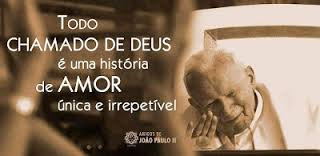 TODO
CHAMADO DE DEUS
é uma história
de AMOR
única e irrepetível
AMIGOS DE
JOÃO PAULO II